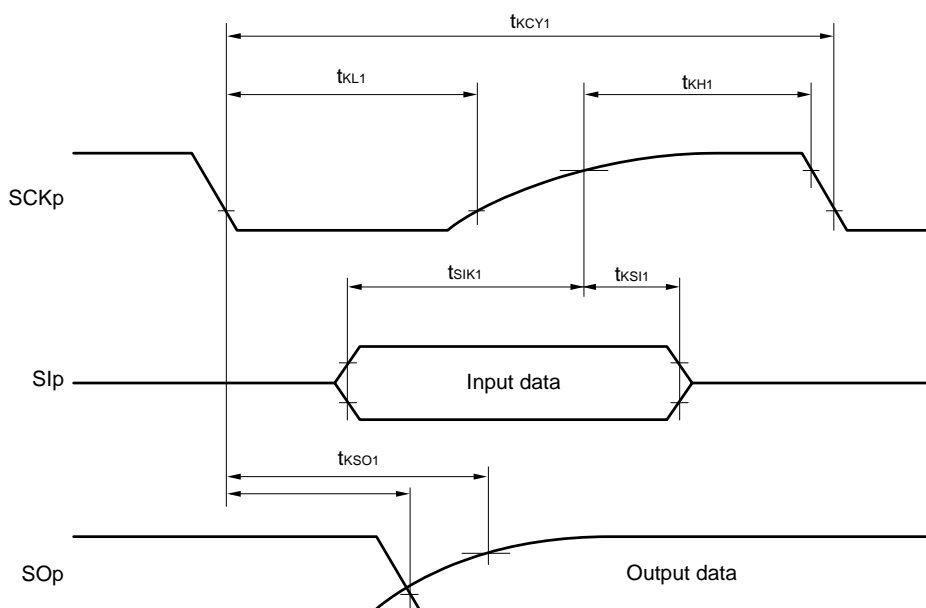 tKCY1
tKL1
tKH1
SCKp
tSIK1
tKSI1
SIp
Input data
tKSO1
SOp
Output data